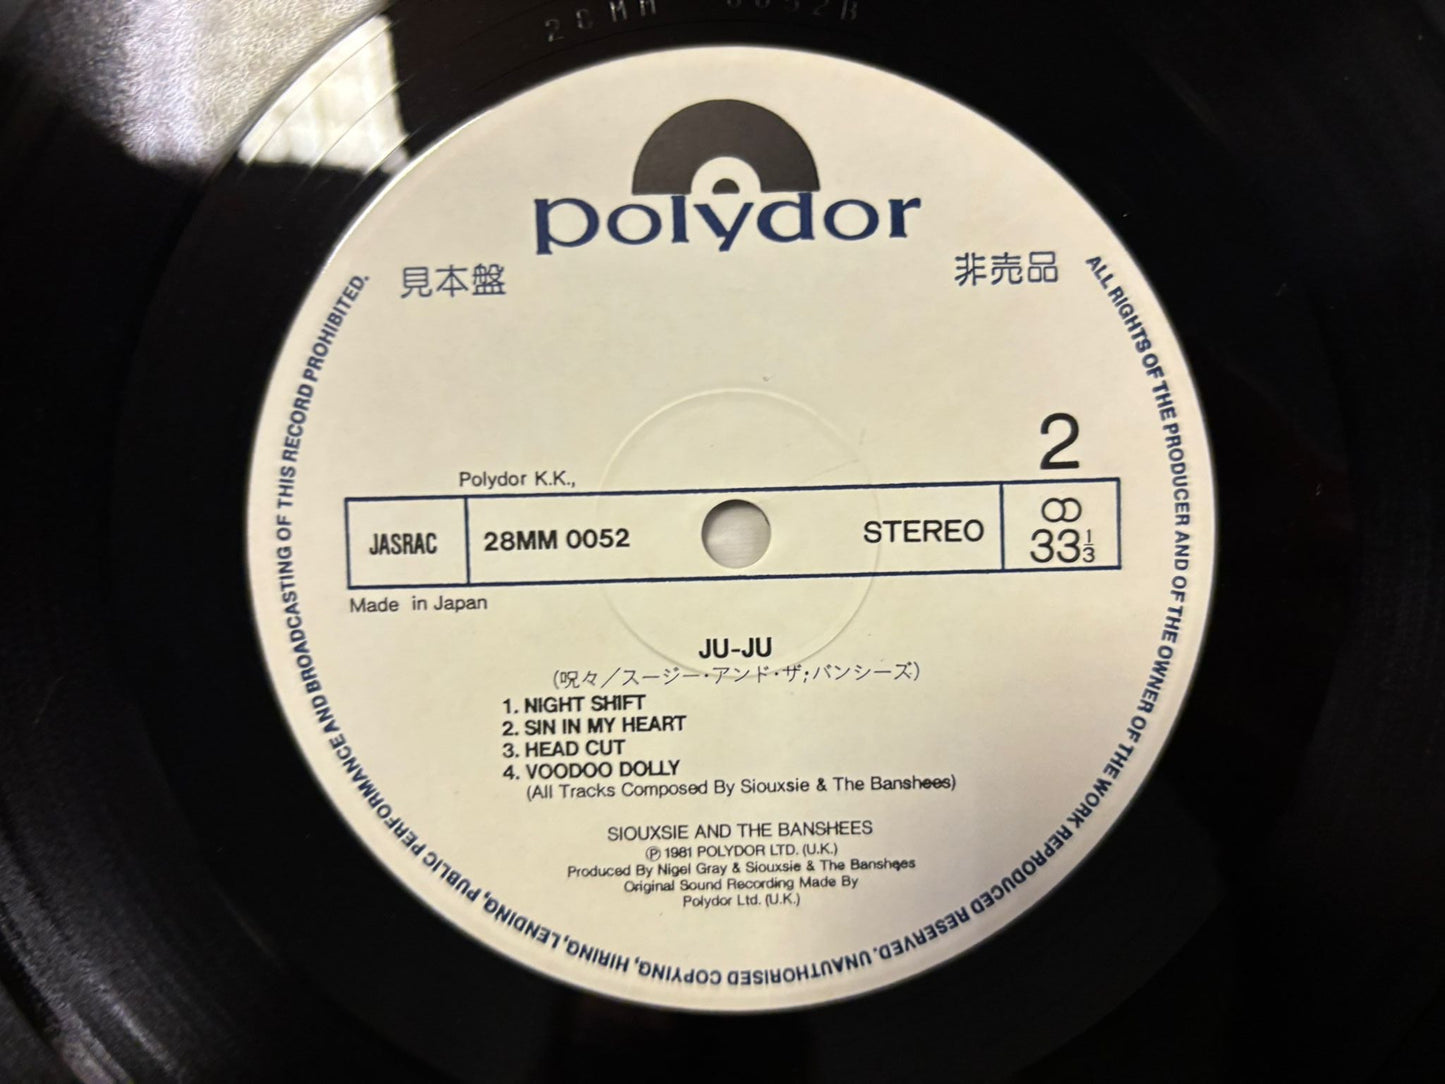 28MM 0052B
polydor
見本盤
非売品
2
Polydor K.K.,
JASRAC
28MM 0052
STEREO
33⅓
Made in Japan
JU-JU
(呪々/スージー・アンド・ザ;バンシーズ)
1. NIGHT SHIFT
2. SIN IN MY HEART
3. HEAD CUT
4. VOODOO DOLLY
(All Tracks Composed By Siouxsie & The Banshees)
SIOUXSIE AND THE BANSHEES
℗ 1981 POLYDOR LTD. (U.K.)
Produced By Nigel Gray & Siouxsie & The Banshees
Original Sound Recording Made By
Polydor Ltd. (U.K.)
ALL RIGHTS OF THE PRODUCER AND OF THE OWNER OF THE WORK REPRODUCED RESERVED. UNAUTHORISED COPYING, HIRING, LENDING, PUBLIC PERFORMANCE AND BROADCASTING OF THIS RECORD PROHIBITED.